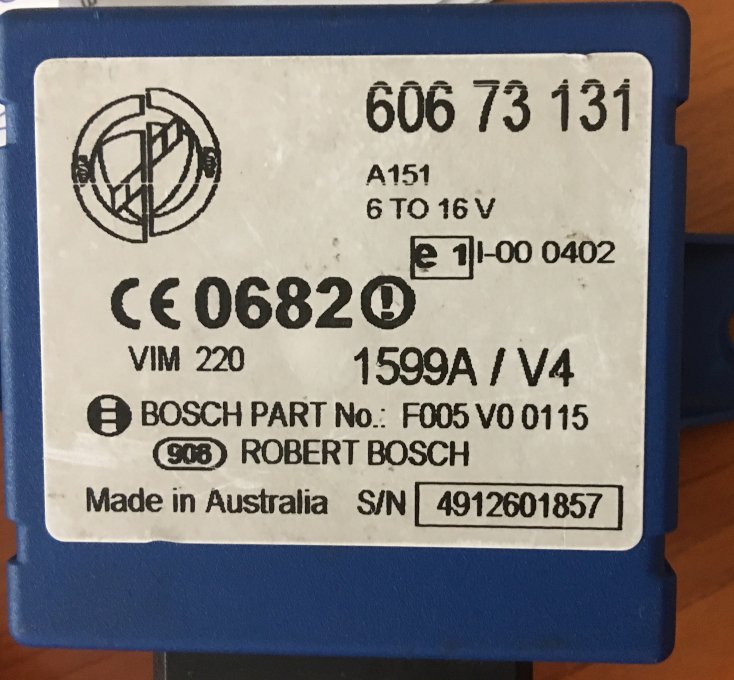 606 73 131
A151
6 TO 16 V
e 1 I-00 0402
CE 0682 !
VIM 220 1599A / V4
BOSCH PART No.: F005 V0 0115
906 ROBERT BOSCH
Made in Australia S/N 4912601857